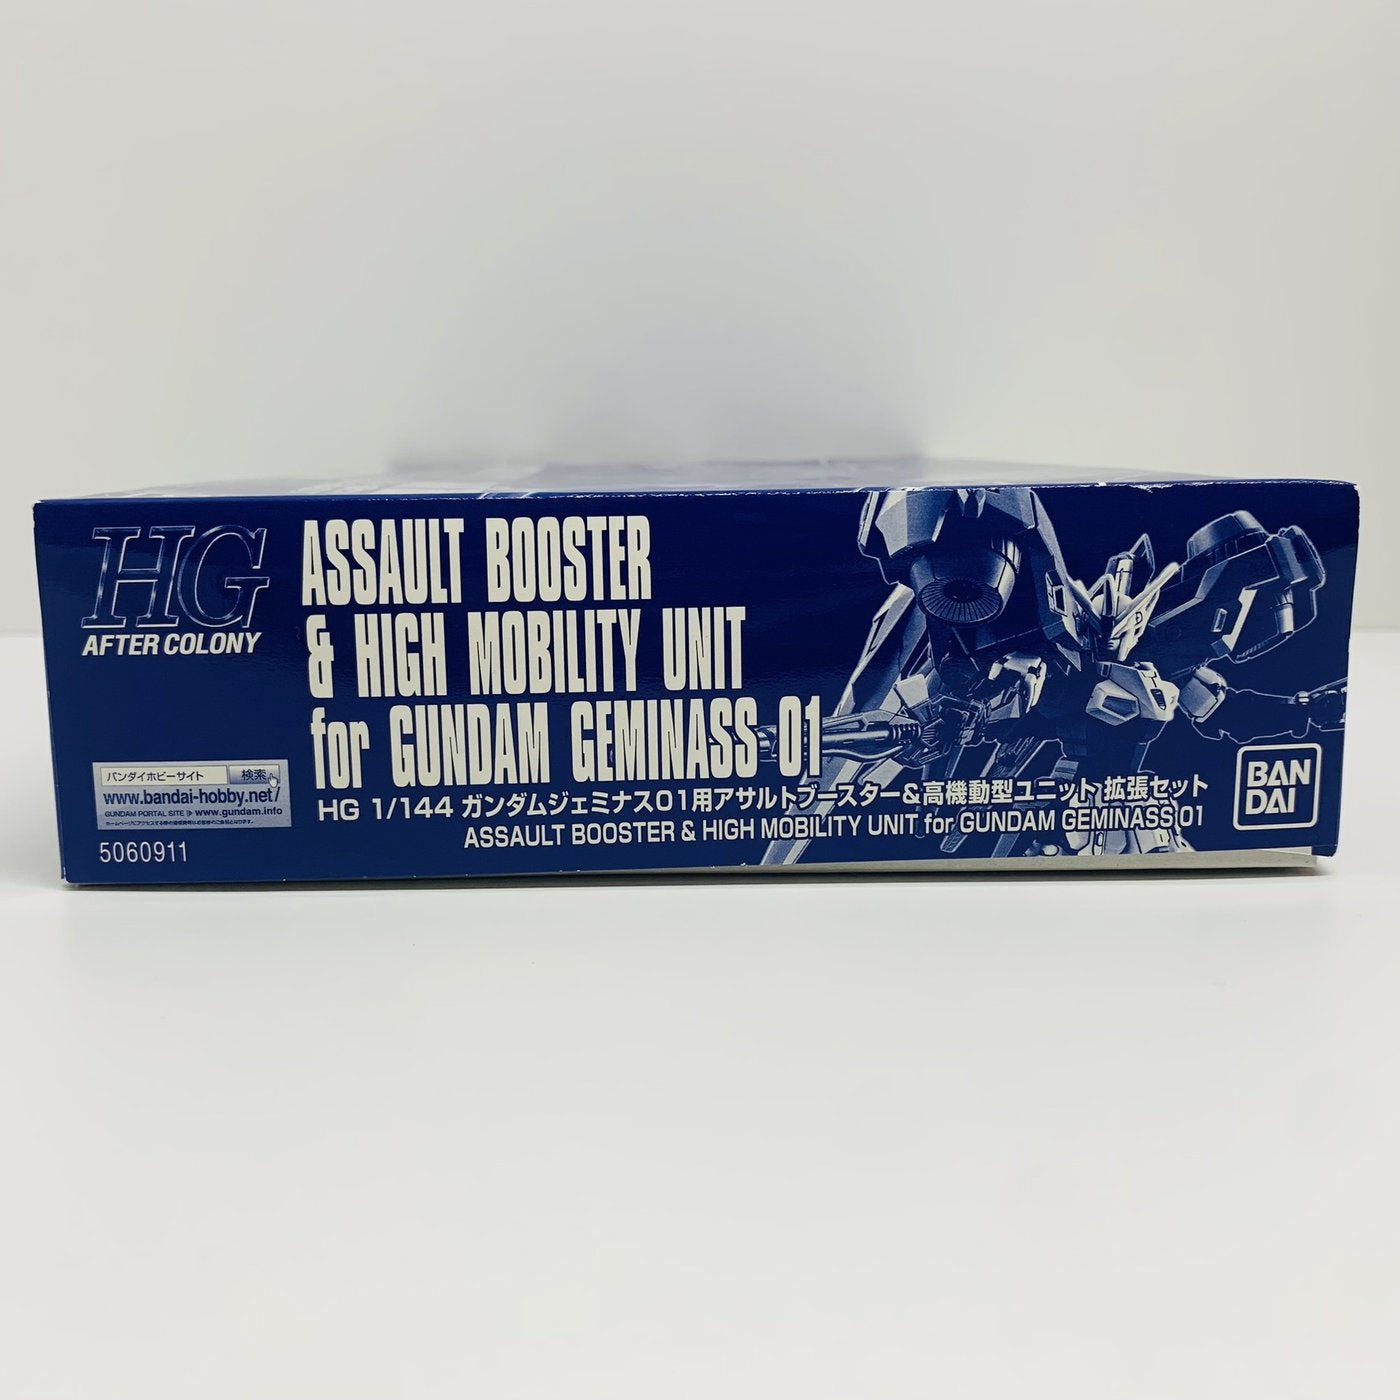 HG
AFTER COLONY
ASSAULT BOOSTER
& HIGH MOBILITY UNIT
for GUNDAM GEMINASS 01
HG 1/144 ガンダムジェミナス01用アサルトブースター&高機動型ユニット 拡張セット
ASSAULT BOOSTER & HIGH MOBILITY UNIT for GUNDAM GEMINASS 01
バンダイホビーサイト 検索
www.bandai-hobby.net/
GUNDAM PORTAL SITE www.gundam.info
5060911
BAN
DAI